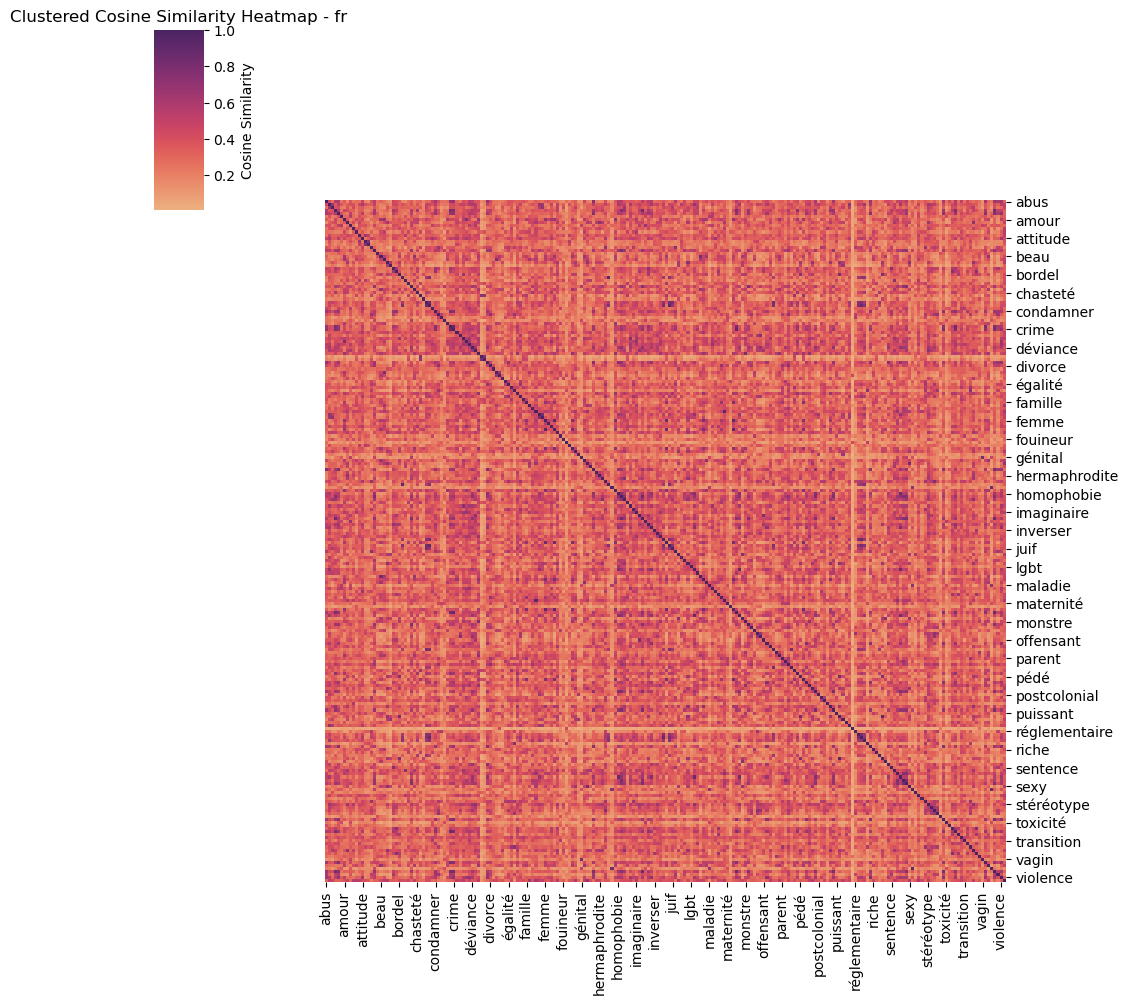 Clustered Cosine Similarity Heatmap - fr
1.0
0.8
0.6
0.4
0.2
Cosine Similarity
abus
amour
attitude
beau
bordel
chasteté
condamner
crime
déviance
divorce
égalité
famille
femme
fouineur
génital
hermaphrodite
homophobie
imaginaire
inverser
juif
lgbt
maladie
maternité
monstre
offensant
parent
pédé
postcolonial
puissant
réglementaire
riche
sentence
sexy
stéréotype
toxicité
transition
vagin
violence
abus
amour
attitude
beau
bordel
chasteté
condamner
crime
déviance
divorce
égalité
famille
femme
fouineur
génital
hermaphrodite
homophobie
imaginaire
inverser
juif
lgbt
maladie
maternité
monstre
offensant
parent
pédé
postcolonial
puissant
réglementaire
riche
sentence
sexy
stéréotype
toxicité
transition
vagin
violence